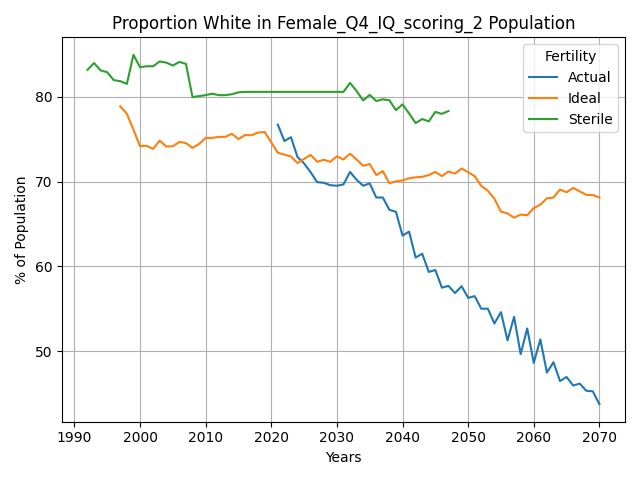 Proportion White in Female_Q4_IQ_scoring_2 Population
Fertility
Actual
Ideal
Sterile
% of Population
80
70
60
50
1990 2000 2010 2020 2030 2040 2050 2060 2070
Years